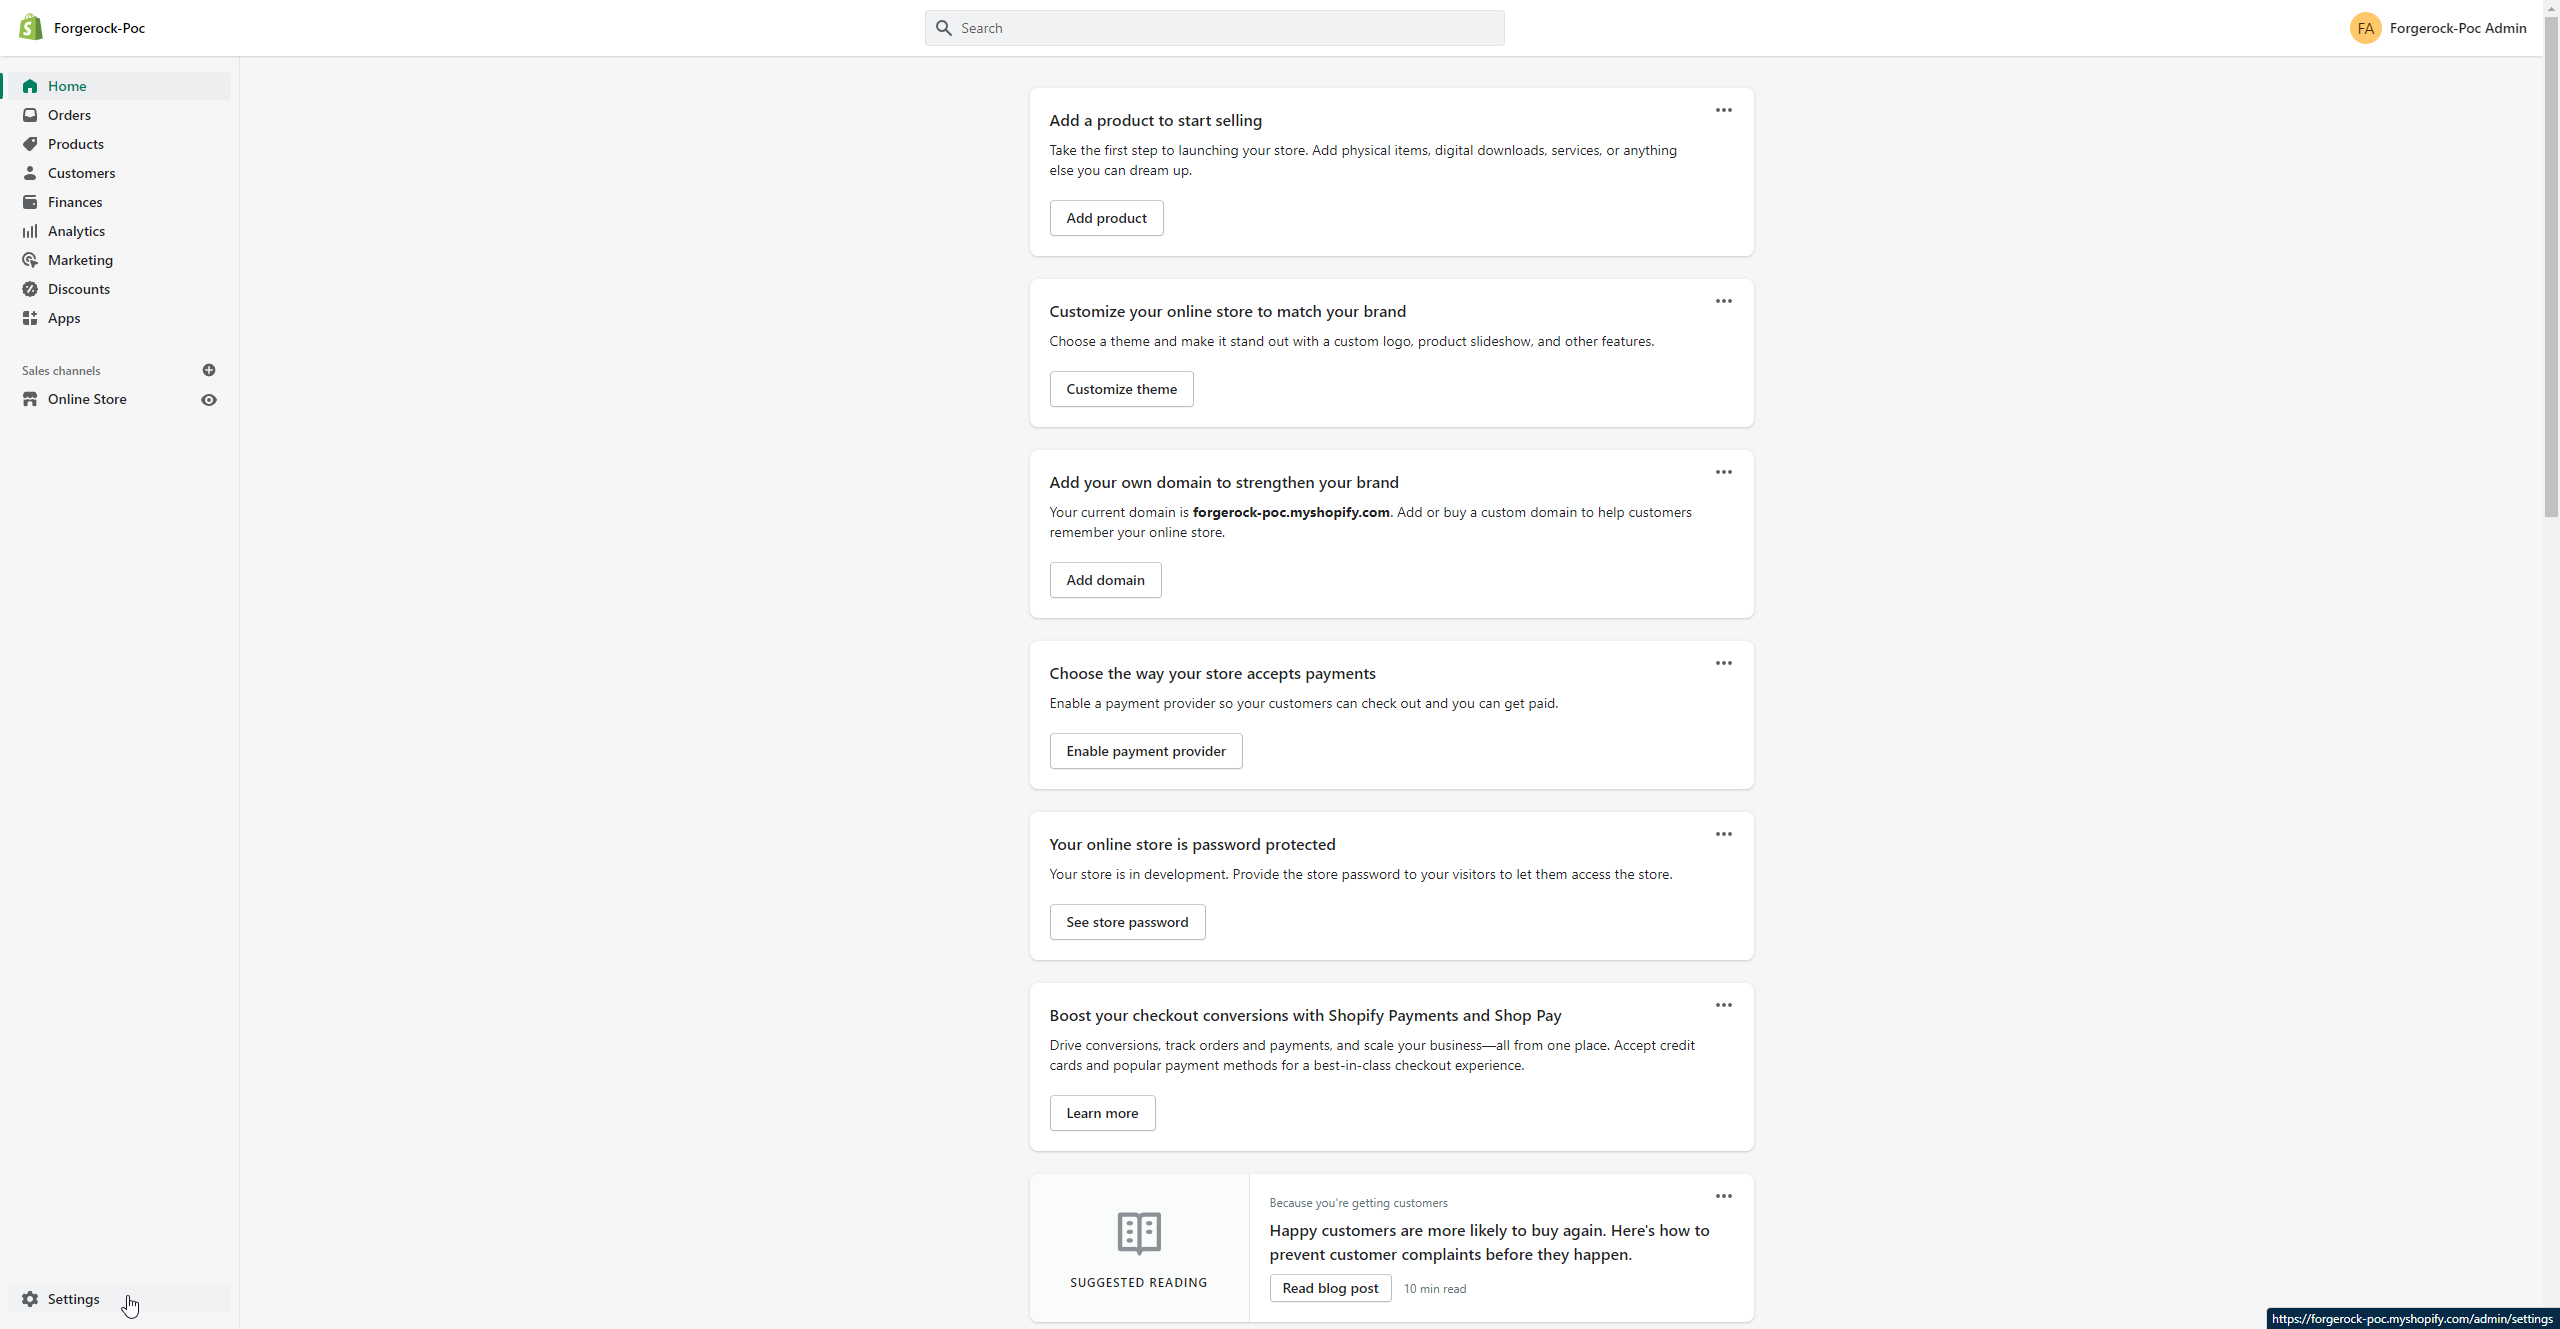 Forgerock-Poc
Search
FA Forgerock-Poc Admin
Home
Orders
Products
Customers
Finances
Analytics
Marketing
Discounts
Apps
Sales channels
Online Store
Settings
Add a product to start selling
Take the first step to launching your store. Add physical items, digital downloads, services, or anything
else you can dream up.
Add product
Customize your online store to match your brand
Choose a theme and make it stand out with a custom logo, product slideshow, and other features.
Customize theme
Add your own domain to strengthen your brand
Your current domain is forgerock-poc.myshopify.com. Add or buy a custom domain to help customers
remember your online store.
Add domain
Choose the way your store accepts payments
Enable a payment provider so your customers can check out and you can get paid.
Enable payment provider
Your online store is password protected
Your store is in development. Provide the store password to your visitors to let them access the store.
See store password
Boost your checkout conversions with Shopify Payments and Shop Pay
Drive conversions, track orders and payments, and scale your business—all from one place. Accept credit
cards and popular payment methods for a best-in-class checkout experience.
Learn more
SUGGESTED READING
Because you're getting customers
Happy customers are more likely to buy again. Here's how to
prevent customer complaints before they happen.
Read blog post 10 min read
https://forgerock-poc.myshopify.com/admin/settings